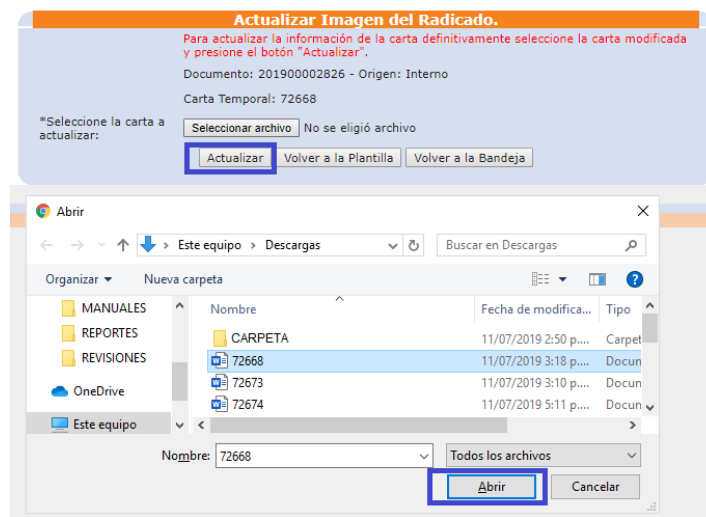 Actualizar Imagen del Radicado.
Para actualizar la información de la carta definitivamente seleccione la carta modificada
y presione el botón "Actualizar".
Documento: 201900002826 - Origen: Interno
Carta Temporal: 72668
*Seleccione la carta a
actualizar:
Seleccionar archivo No se eligió archivo
Actualizar Volver a la Plantilla Volver a la Bandeja
Abrir
Este equipo Descargas Buscar en Descargas
Organizar Nueva carpeta
MANUALES
REPORTES
REVISIONES
OneDrive
Este equipo
Nombre Fecha de modifica... Tipo
CARPETA 11/07/2019 2:50 p.... Carpet
72668 11/07/2019 3:18 p.... Docun
72673 11/07/2019 3:10 p.... Docun
72674 11/07/2019 5:11 p.... Docun
Nombre: 72668 Todos los archivos
Abrir Cancelar